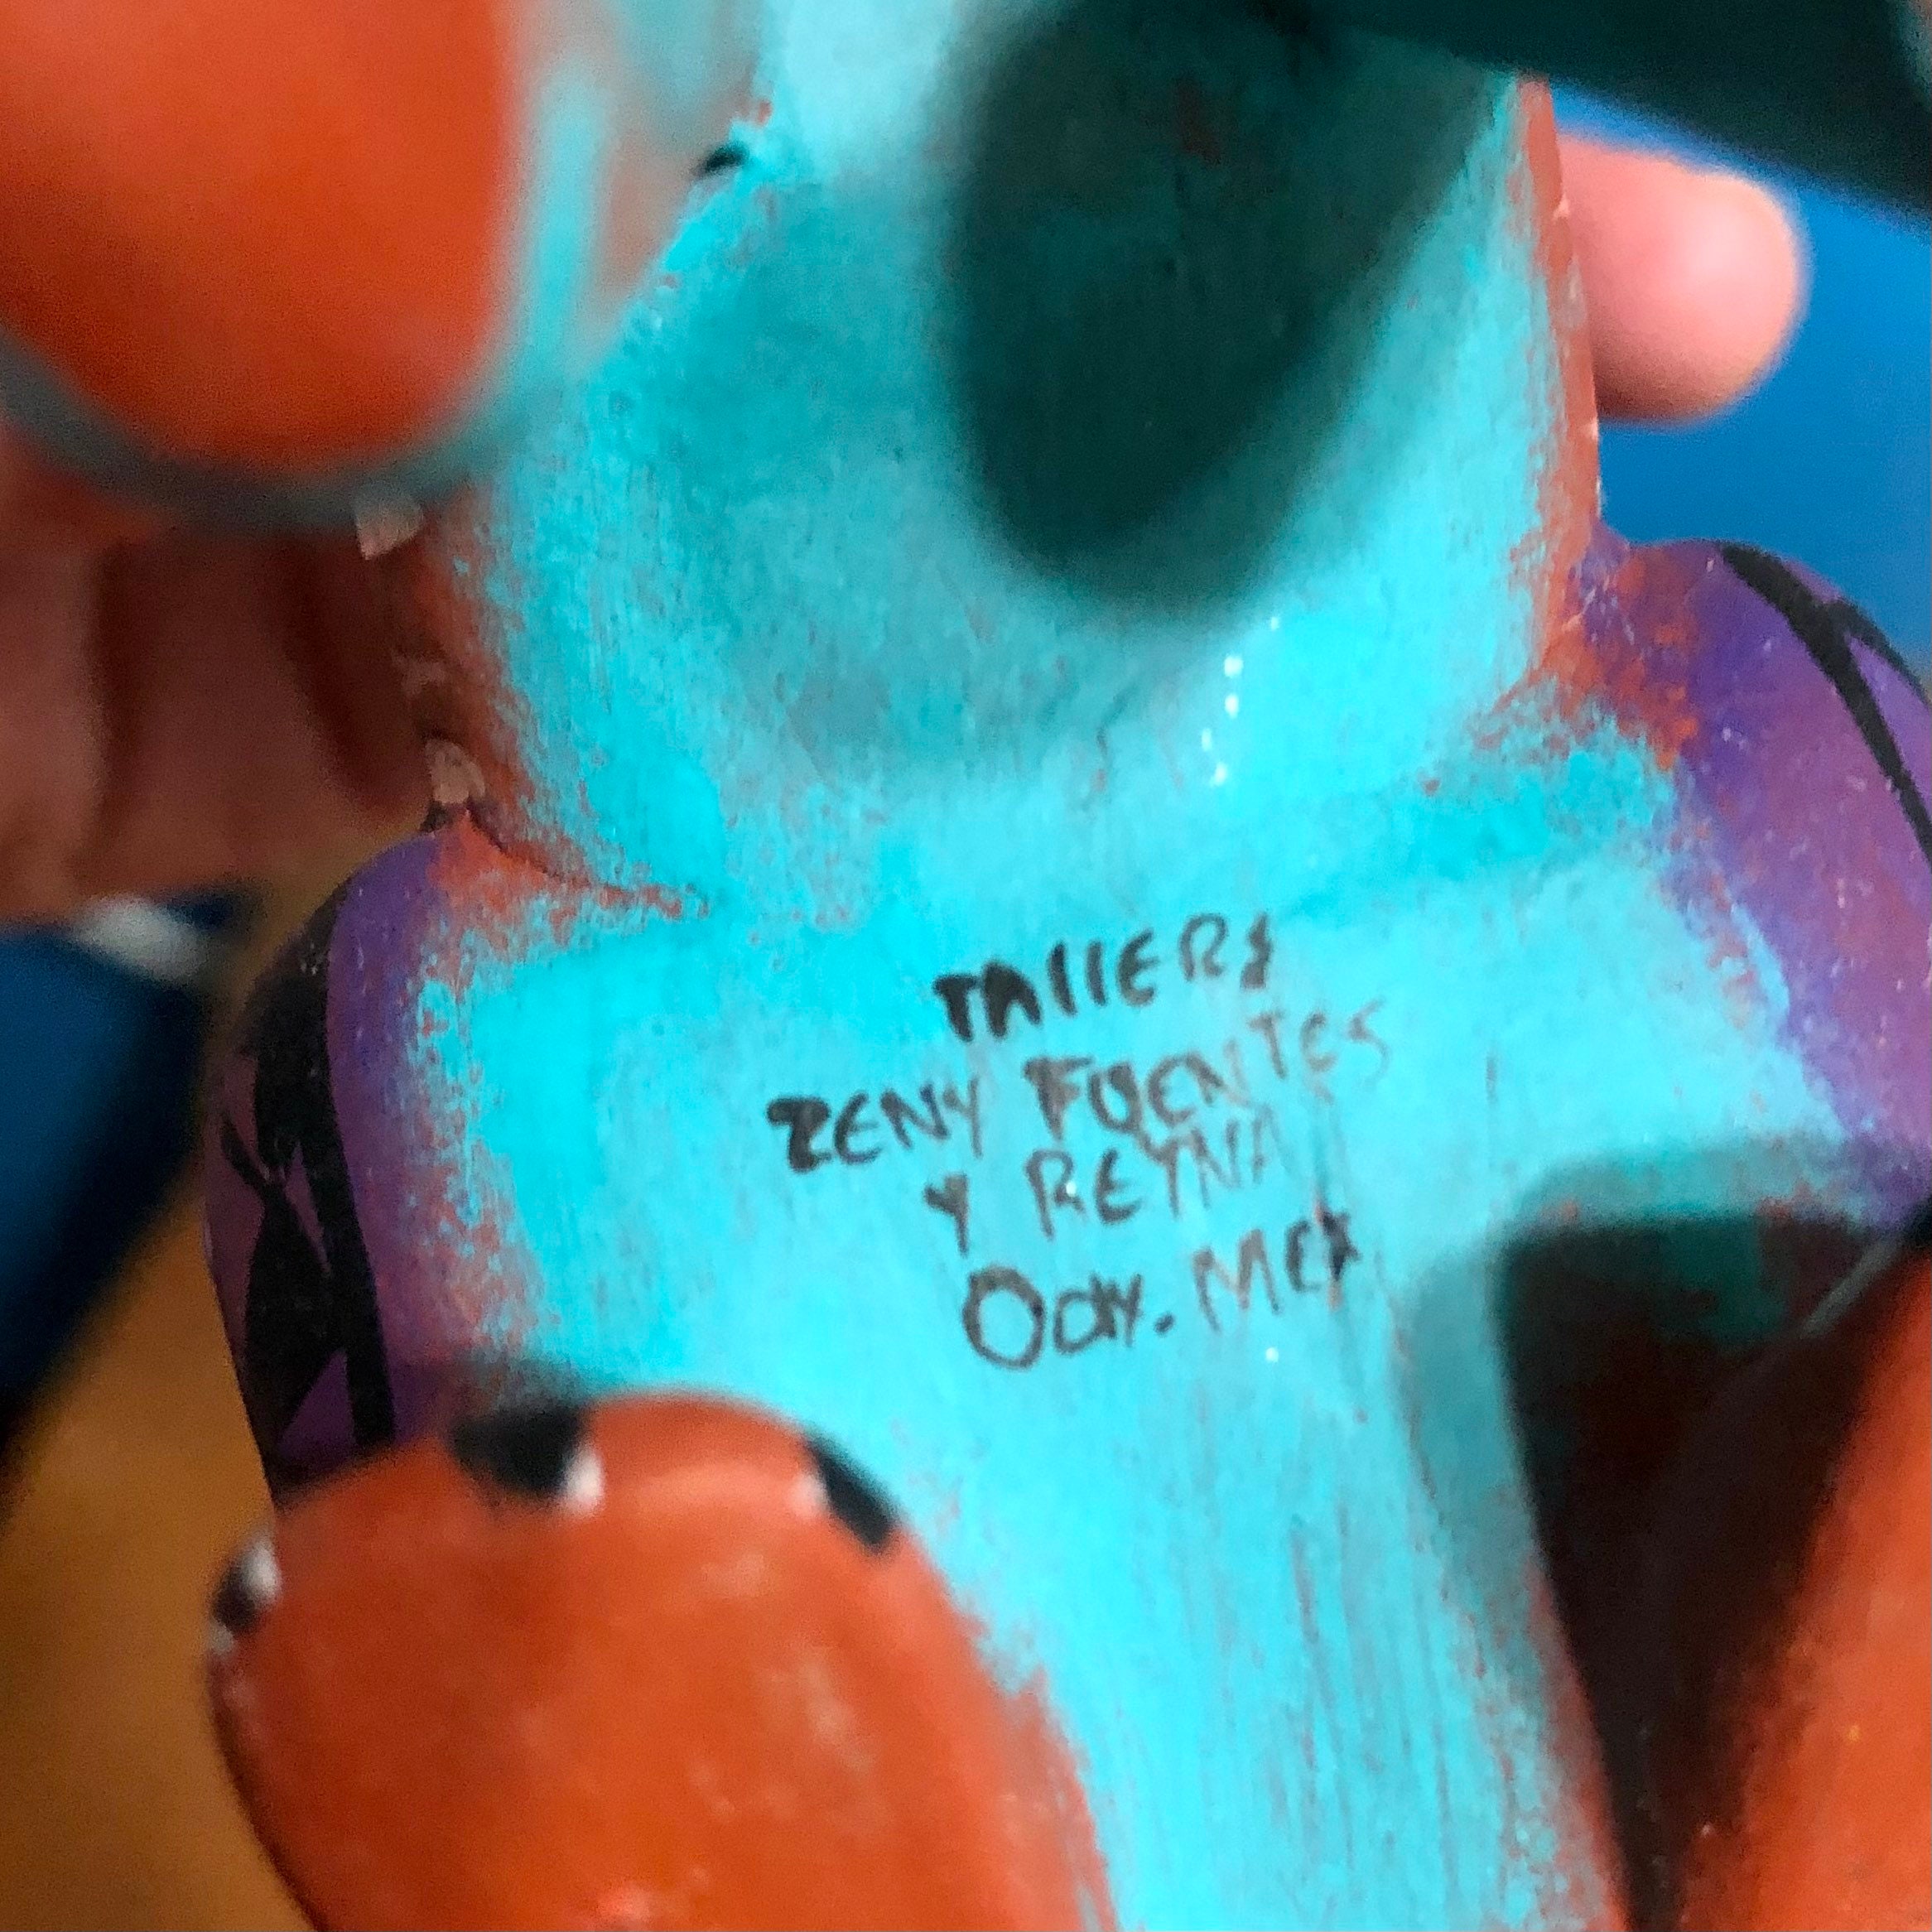 TAllERS
ZENY FUENTES
Y REYNA
Oax. Mex